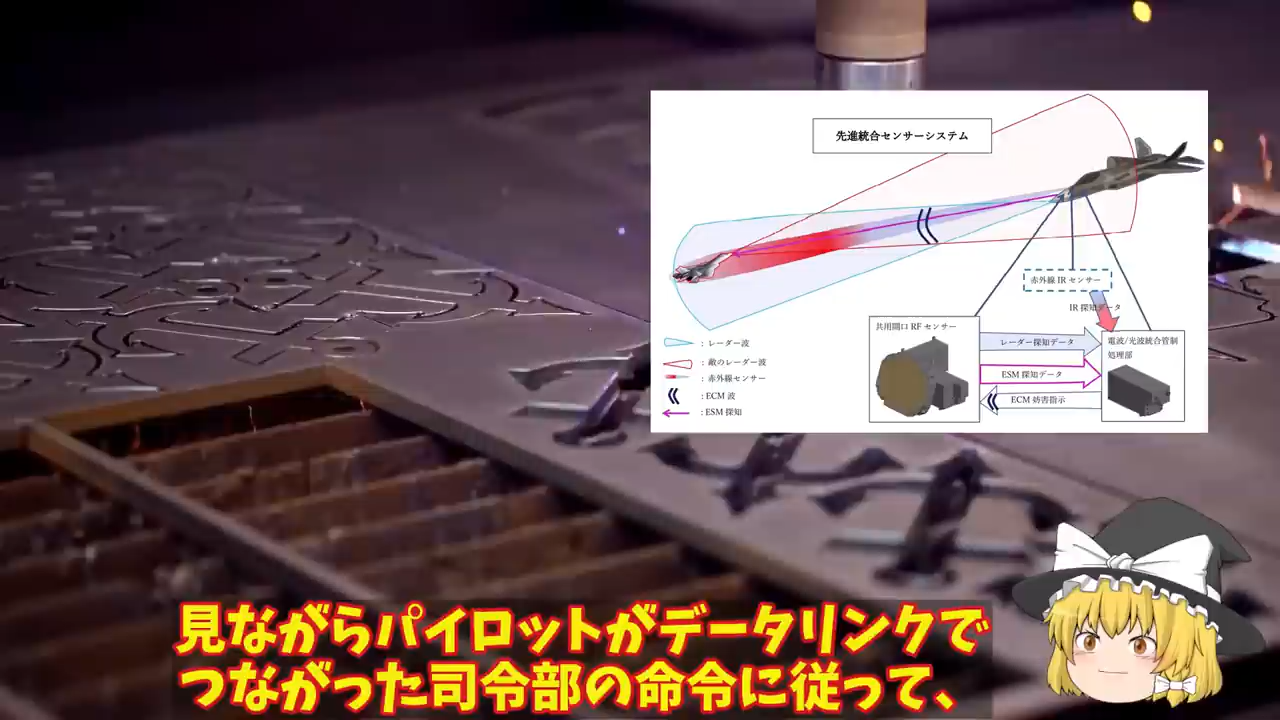 先進統合センサーシステム
赤外線 IR センサー
IR 探知データ
共用開口 RF センサー
電波/光波統合管制
処理部
レーダー探知データ
ESM 探知データ
ECM 妨害指示
：レーダー波
：敵のレーダー波
：赤外線センサー
：ECM 波
：ESM 探知
見ながらパイロットがデータリンクで
つながった司令部の命令に従って、